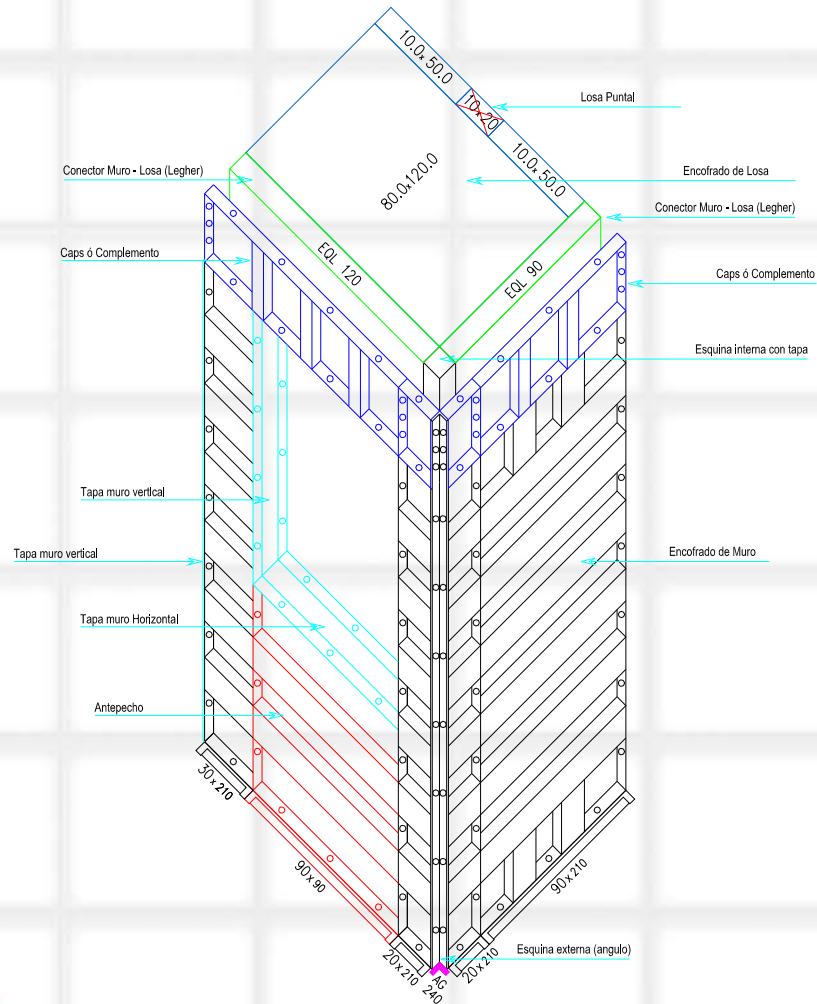 10.0x 50.0
Losa Puntal
10x20
10.0x 50.0
Conector Muro - Losa (Legher)
80.0x120.0
Encofrado de Losa
Conector Muro - Losa (Legher)
Caps ó Complemento
EQL 120
EQL 90
Caps ó Complemento
Esquina interna con tapa
Tapa muro vertical
Tapa muro vertical
Encofrado de Muro
Tapa muro Horizontal
Antepecho
30x210
90x90
90x210
20x210
20x210
Esquina externa (angulo)
AG
240